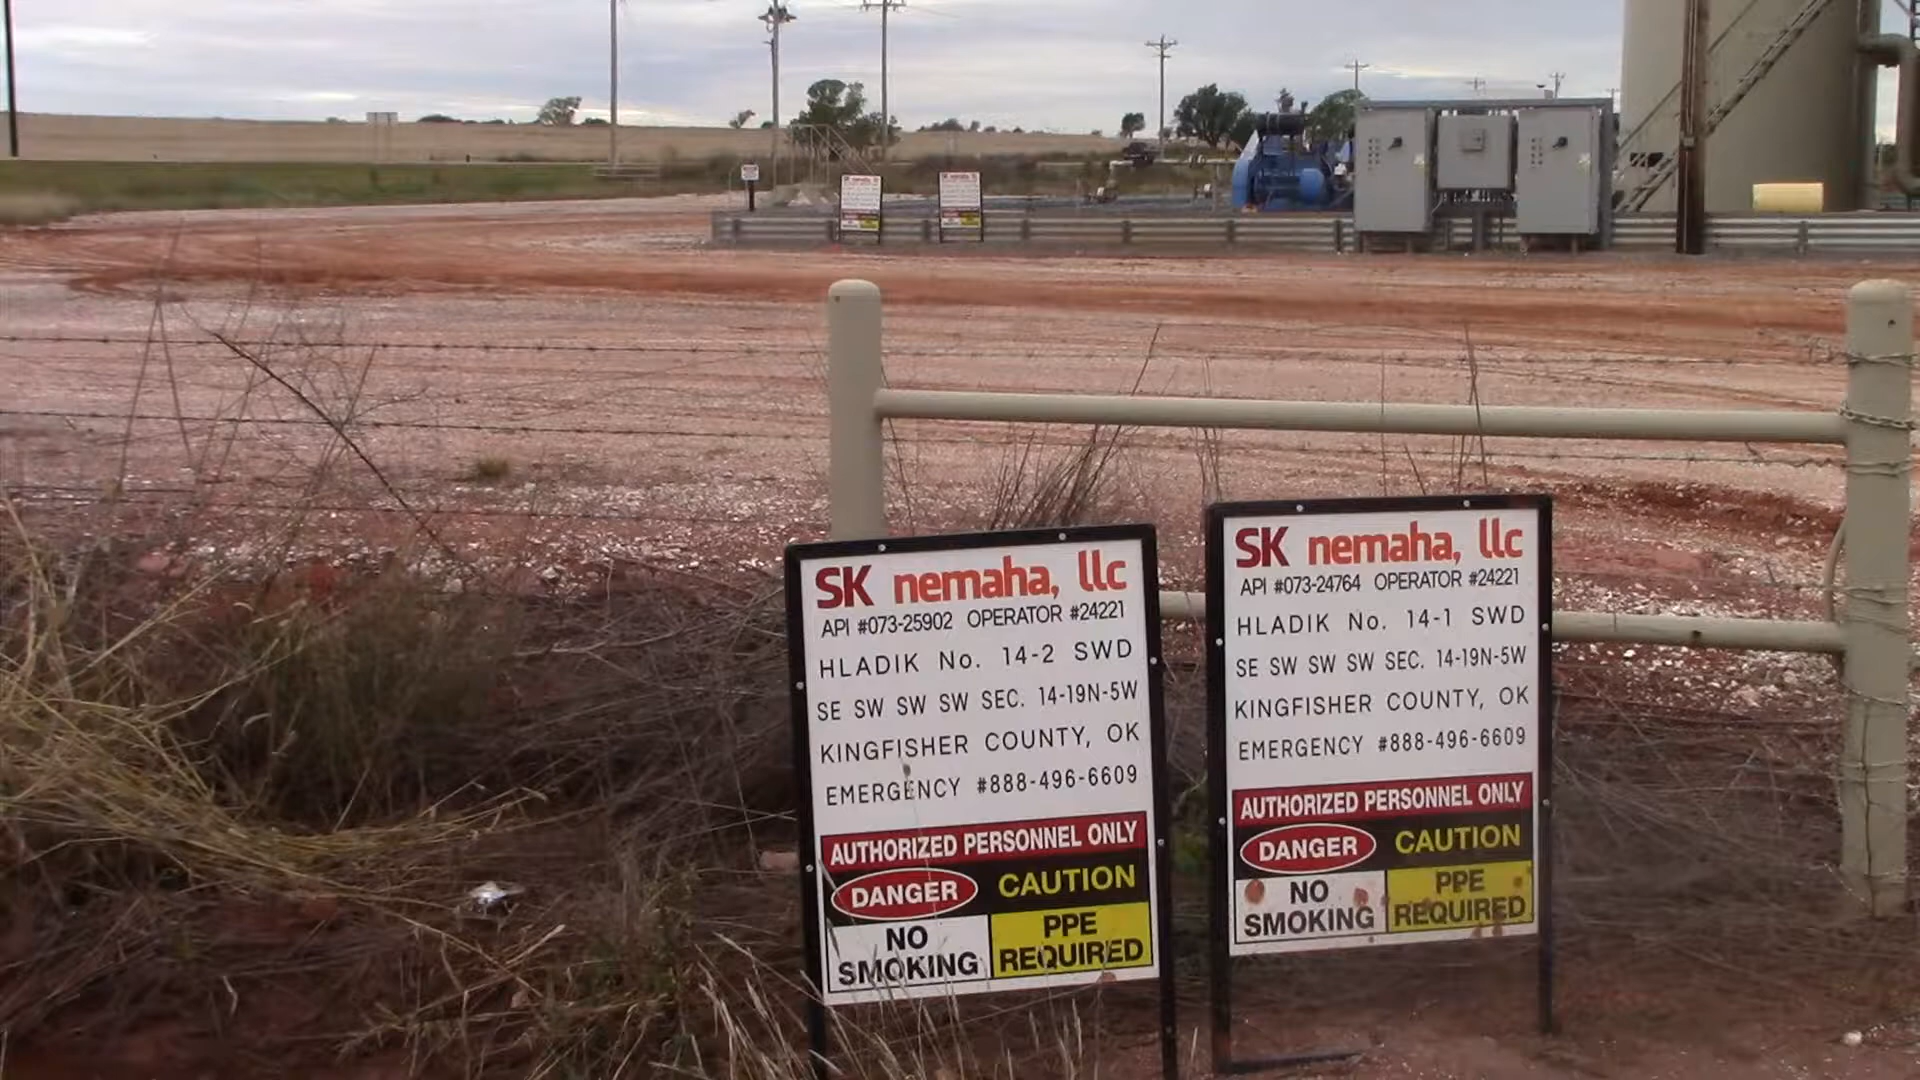 SK nemaha, llc
API #073-25902 OPERATOR #24221
HLADIK No. 14-2 SWD
SE SW SW SW SEC. 14-19N-5W
KINGFISHER COUNTY, OK
EMERGENCY #888-496-6609
AUTHORIZED PERSONNEL ONLY
DANGER CAUTION
NO SMOKING
PPE REQUIRED
SK nemaha, llc
API #073-24764 OPERATOR #24221
HLADIK No. 14-1 SWD
SE SW SW SW SEC. 14-19N-5W
KINGFISHER COUNTY, OK
EMERGENCY #888-496-6609
AUTHORIZED PERSONNEL ONLY
DANGER CAUTION
NO SMOKING
PPE REQUIRED